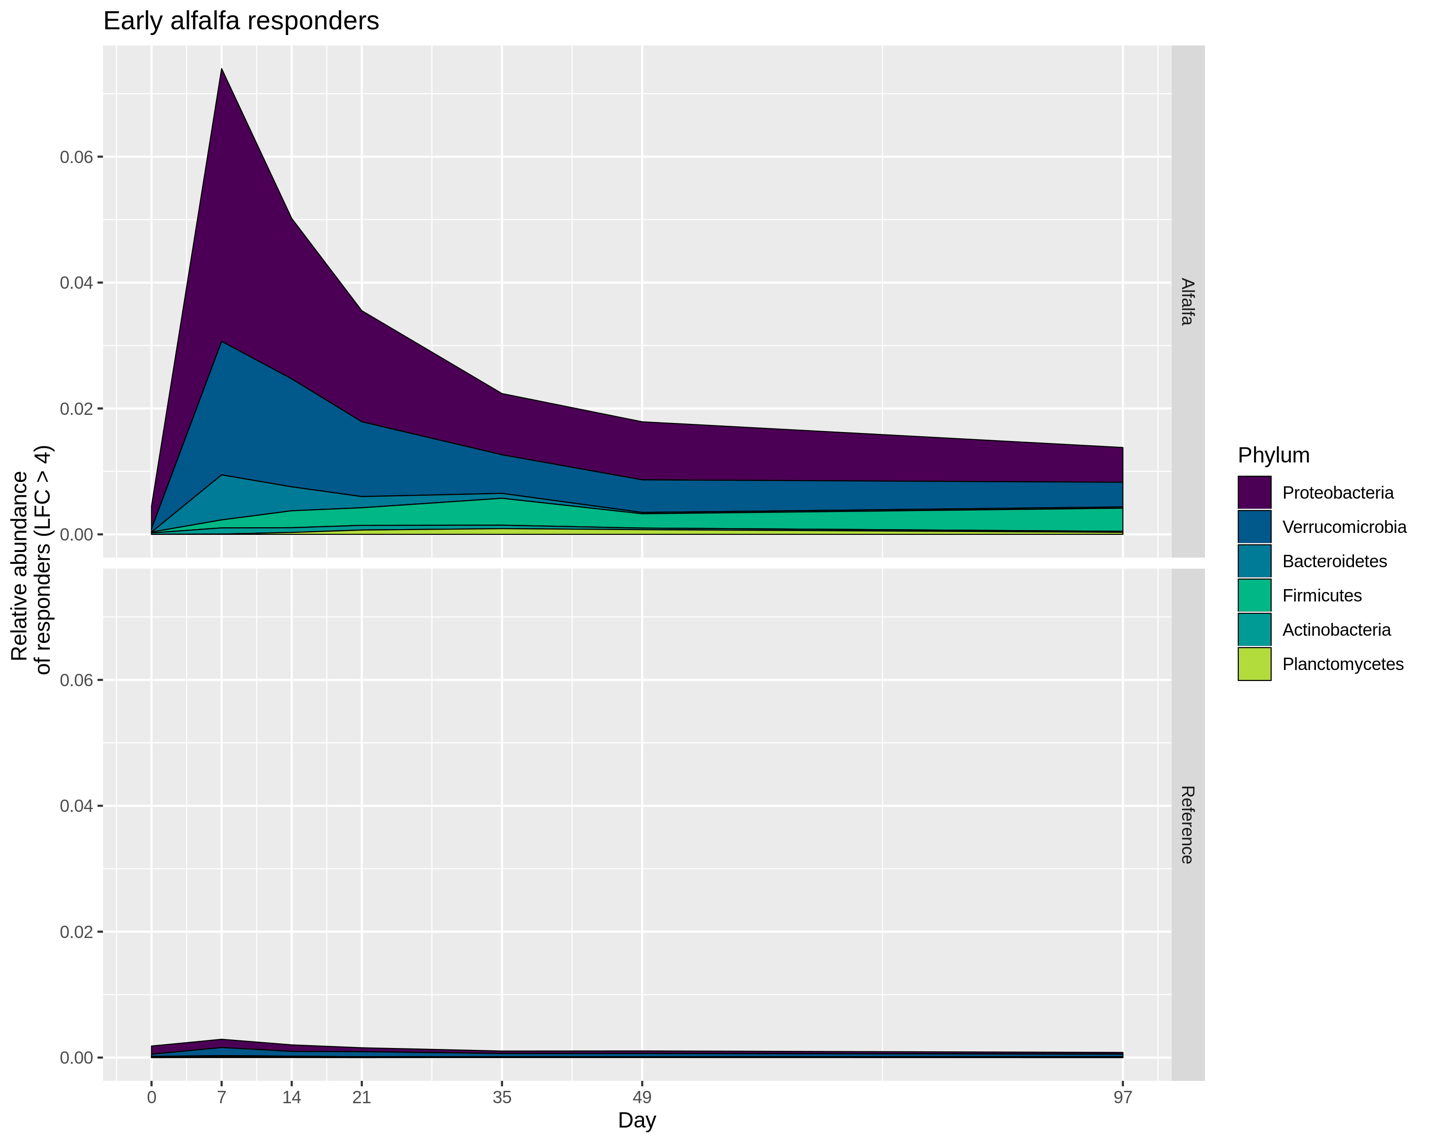 Early alfalfa responders
0.06
0.04
0.02
0.00
Alfalfa
0.06
0.04
0.02
0.00
Reference
0
7
14
21
35
49
97
Day
Relative abundance
of responders (LFC > 4)
Phylum
Proteobacteria
Verrucomicrobia
Bacteroidetes
Firmicutes
Actinobacteria
Planctomycetes